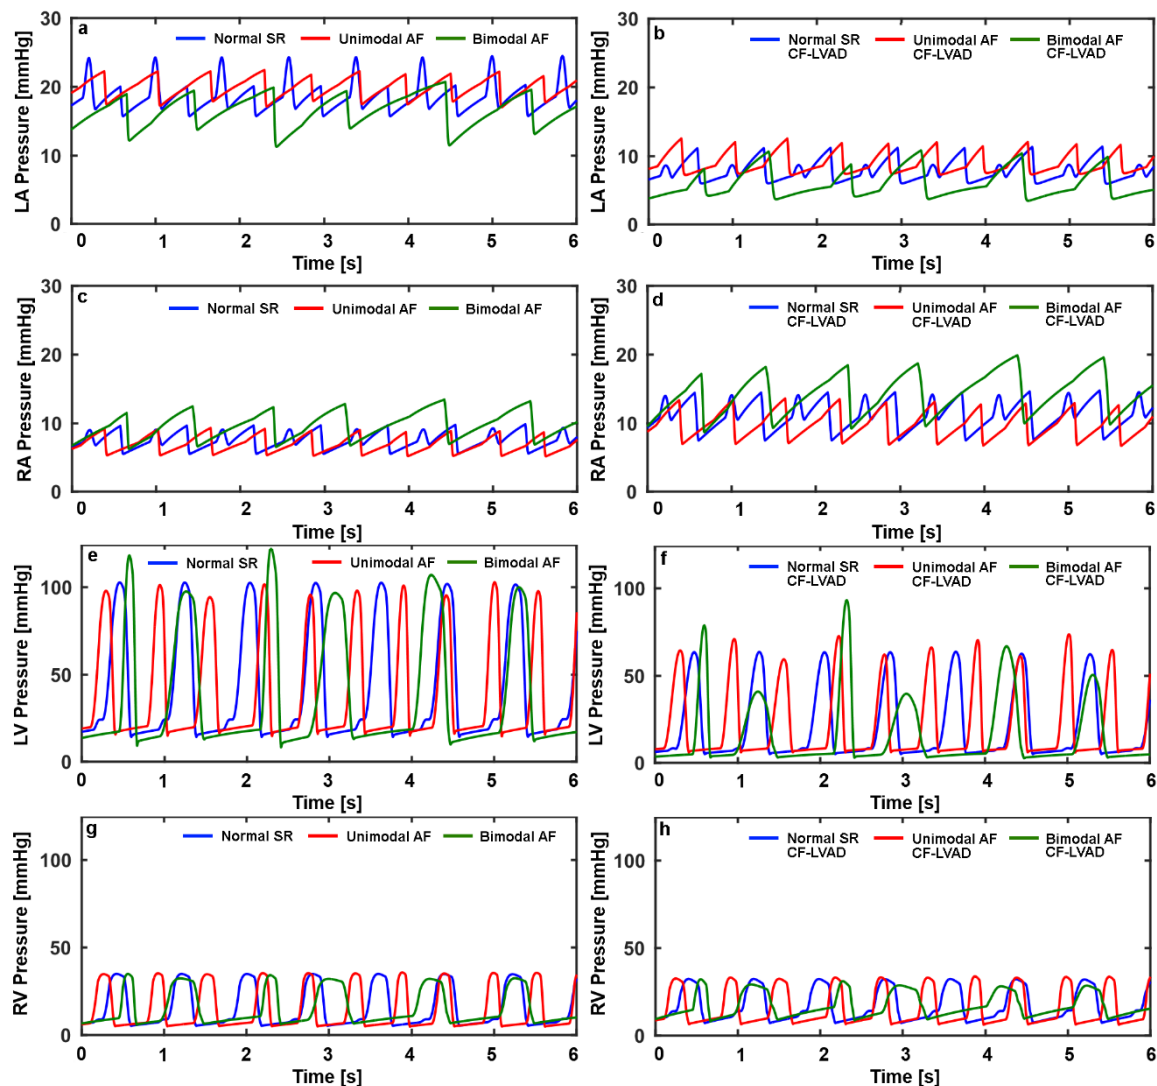 a
Normal SR Unimodal AF Bimodal AF
30
20
10
0
LA Pressure [mmHg]
0 1 2 3 4 5 6
Time [s]
b
Normal SR CF-LVAD Unimodal AF CF-LVAD Bimodal AF CF-LVAD
30
20
10
0
LA Pressure [mmHg]
0 1 2 3 4 5 6
Time [s]
c
Normal SR Unimodal AF Bimodal AF
30
20
10
0
RA Pressure [mmHg]
0 1 2 3 4 5 6
Time [s]
d
Normal SR CF-LVAD Unimodal AF CF-LVAD Bimodal AF CF-LVAD
30
20
10
0
RA Pressure [mmHg]
0 1 2 3 4 5 6
Time [s]
e
Normal SR Unimodal AF Bimodal AF
100
50
0
LV Pressure [mmHg]
0 1 2 3 4 5 6
Time [s]
f
Normal SR CF-LVAD Unimodal AF CF-LVAD Bimodal AF CF-LVAD
100
50
0
LV Pressure [mmHg]
0 1 2 3 4 5 6
Time [s]
g
Normal SR Unimodal AF Bimodal AF
100
50
0
RV Pressure [mmHg]
0 1 2 3 4 5 6
Time [s]
h
Normal SR CF-LVAD Unimodal AF CF-LVAD Bimodal AF CF-LVAD
100
50
0
RV Pressure [mmHg]
0 1 2 3 4 5 6
Time [s]